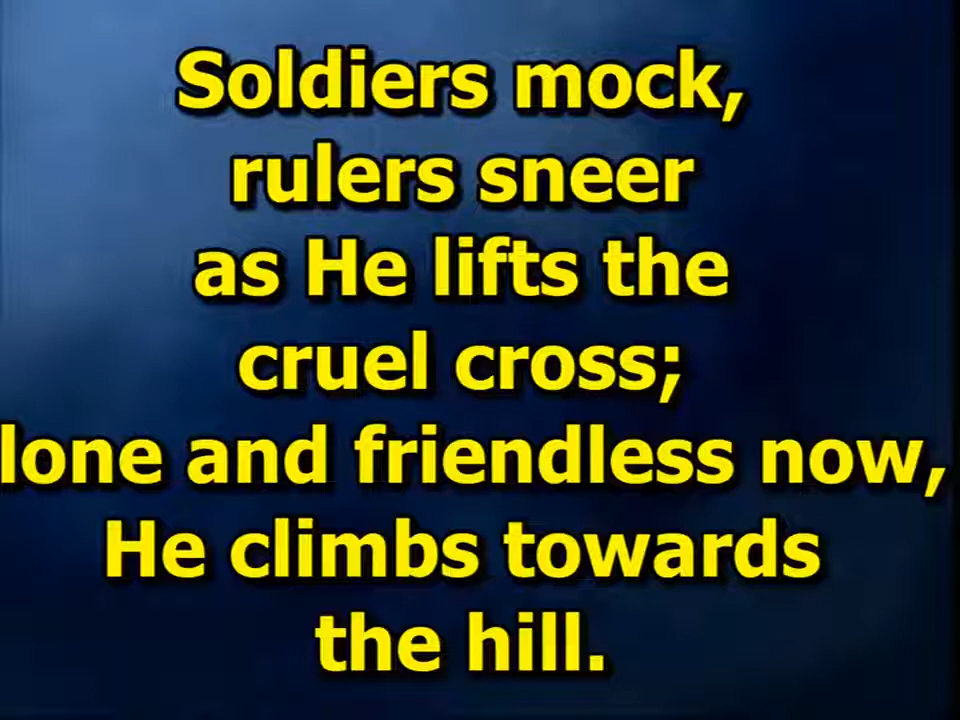 Soldiers mock,
rulers sneer
as He lifts the
cruel cross;
lone and friendless now,
He climbs towards
the hill.